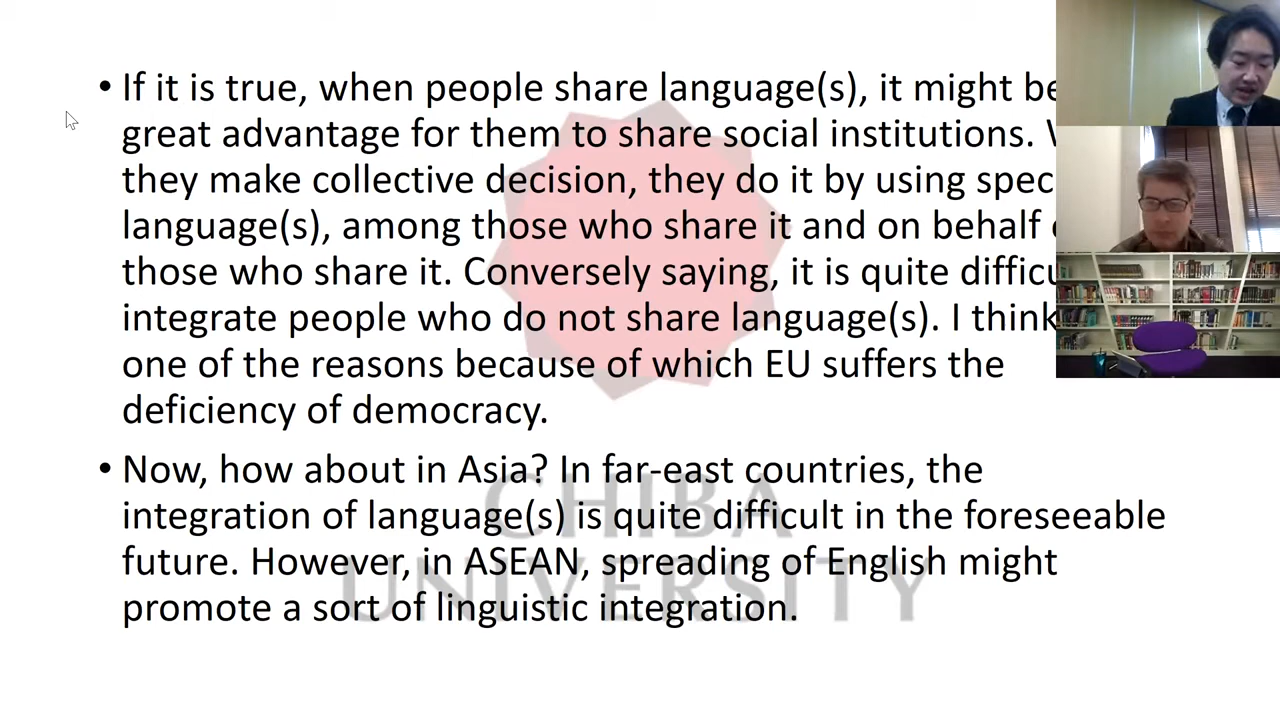 • If it is true, when people share language(s), it might be
great advantage for them to share social institutions.
they make collective decision, they do it by using
language(s), among those who share it and on behalf
those who share it. Conversely saying, it is quite
integrate people who do not share language(s). I think
one of the reasons because of which EU suffers the
deficiency of democracy.
• Now, how about in Asia? In far-east countries, the
integration of language(s) is quite difficult in the foreseeable
future. However, in ASEAN, spreading of English might
promote a sort of linguistic integration.
CHIBA
UNIVERSITY